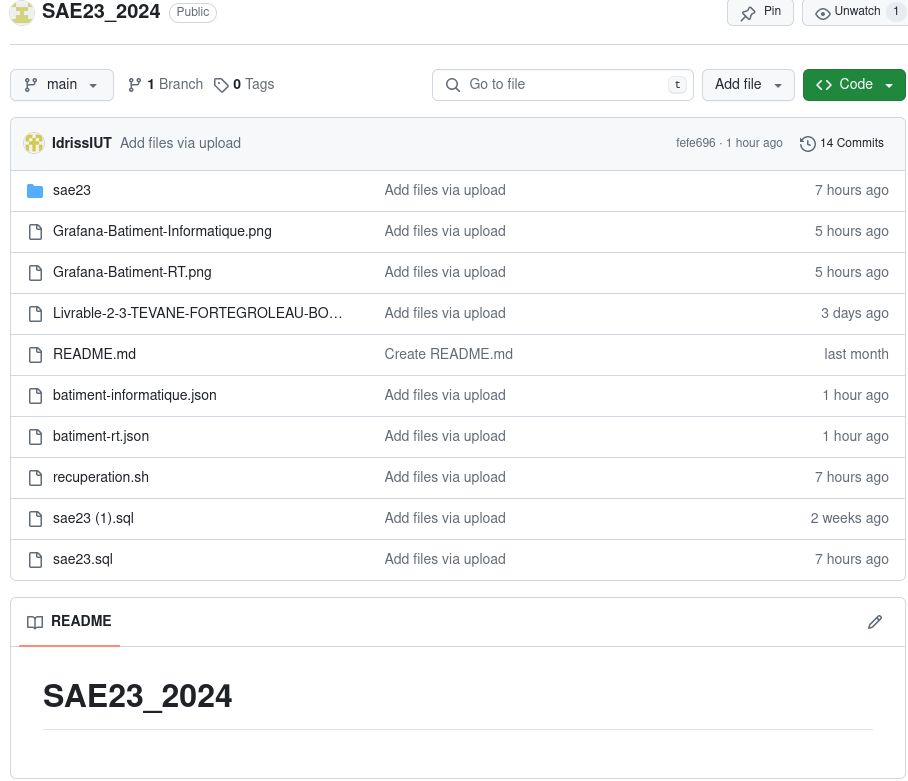 SAE23_2024 Public Pin Unwatch 1
main 1 Branch 0 Tags Go to file t Add file Code
IdrissIUT Add files via upload fefe696 · 1 hour ago 14 Commits
sae23 Add files via upload 7 hours ago
Grafana-Batiment-Informatique.png Add files via upload 5 hours ago
Grafana-Batiment-RT.png Add files via upload 5 hours ago
Livrable-2-3-TEVANE-FORTEGROLEAU-BO... Add files via upload 3 days ago
README.md Create README.md last month
batiment-informatique.json Add files via upload 1 hour ago
batiment-rt.json Add files via upload 1 hour ago
recuperation.sh Add files via upload 7 hours ago
sae23 (1).sql Add files via upload 2 weeks ago
sae23.sql Add files via upload 7 hours ago
README
SAE23_2024